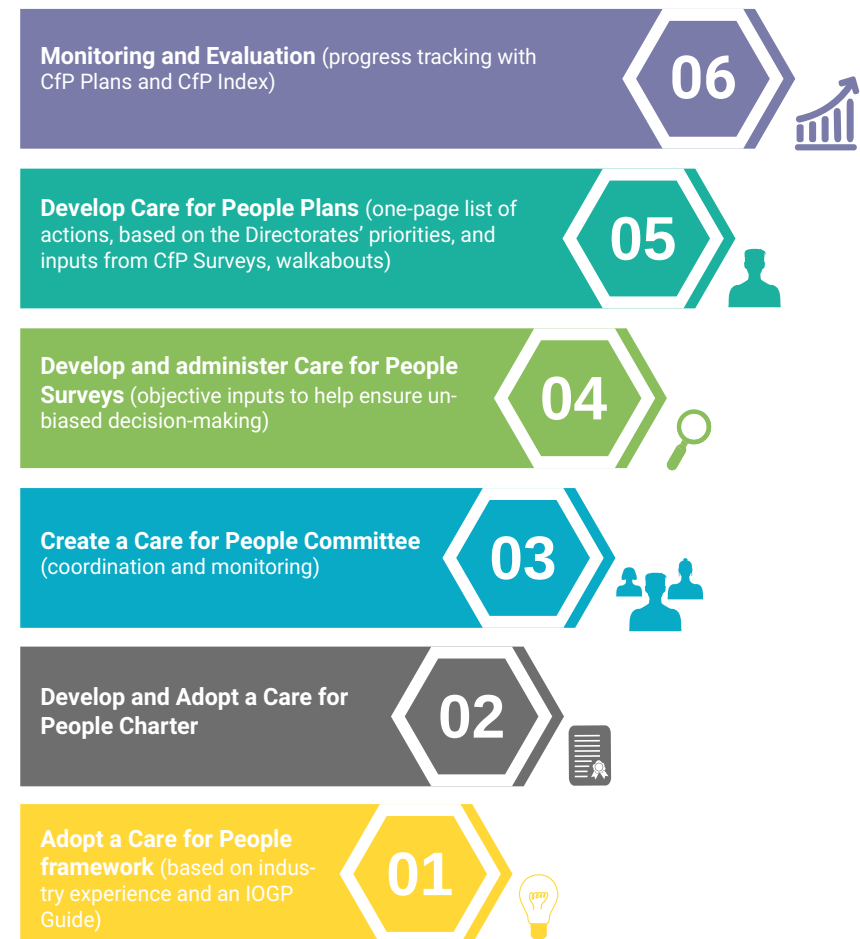 Monitoring and Evaluation (progress tracking with
CfP Plans and CfP Index)
06
Develop Care for People Plans (one-page list of
actions, based on the Directorates’ priorities, and
inputs from CfP Surveys, walkabouts)
05
Develop and administer Care for People
Surveys (objective inputs to help ensure un-
biased decision-making)
04
Create a Care for People Committee
(coordination and monitoring)
03
Develop and Adopt a Care for
People Charter
02
Adopt a Care for People
framework (based on indus-
try experience and an IOGP
Guide)
01